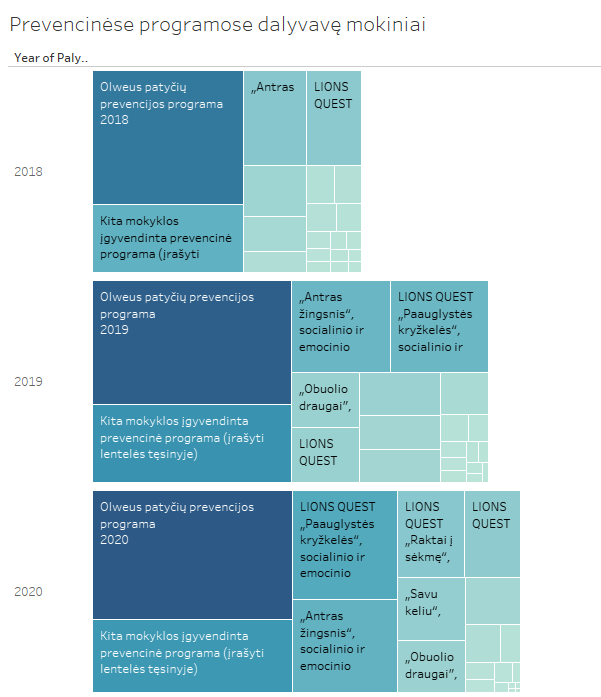 Prevencinėse programose dalyvavę mokiniai
Year of Paly..
2018
Olweus patyčių
prevencijos programa
2018
Kita mokyklos
įgyvendinta prevencinė
programa (įrašyti
„Antras
LIONS
QUEST
2019
Olweus patyčių prevencijos
programa
2019
Kita mokyklos įgyvendinta
prevencinė programa (įrašyti
lentelės tęsinyje)
„Antras
žingsnis“,
socialinio ir
emocinio
LIONS QUEST
„Paauglystės
kryžkelės“,
socialinio ir
„Obuolio
draugai“,
LIONS
QUEST
2020
Olweus patyčių prevencijos
programa
2020
Kita mokyklos įgyvendinta
prevencinė programa (įrašyti
lentelės tęsinyje)
LIONS QUEST
„Paauglystės
kryžkelės“,
socialinio ir
emocinio
„Antras
žingsnis“,
socialinio ir
emocinio
LIONS
QUEST
„Raktai į
sėkmę“,
„Savu
keliu“,
„Obuolio
draugai“,
LIONS
QUEST